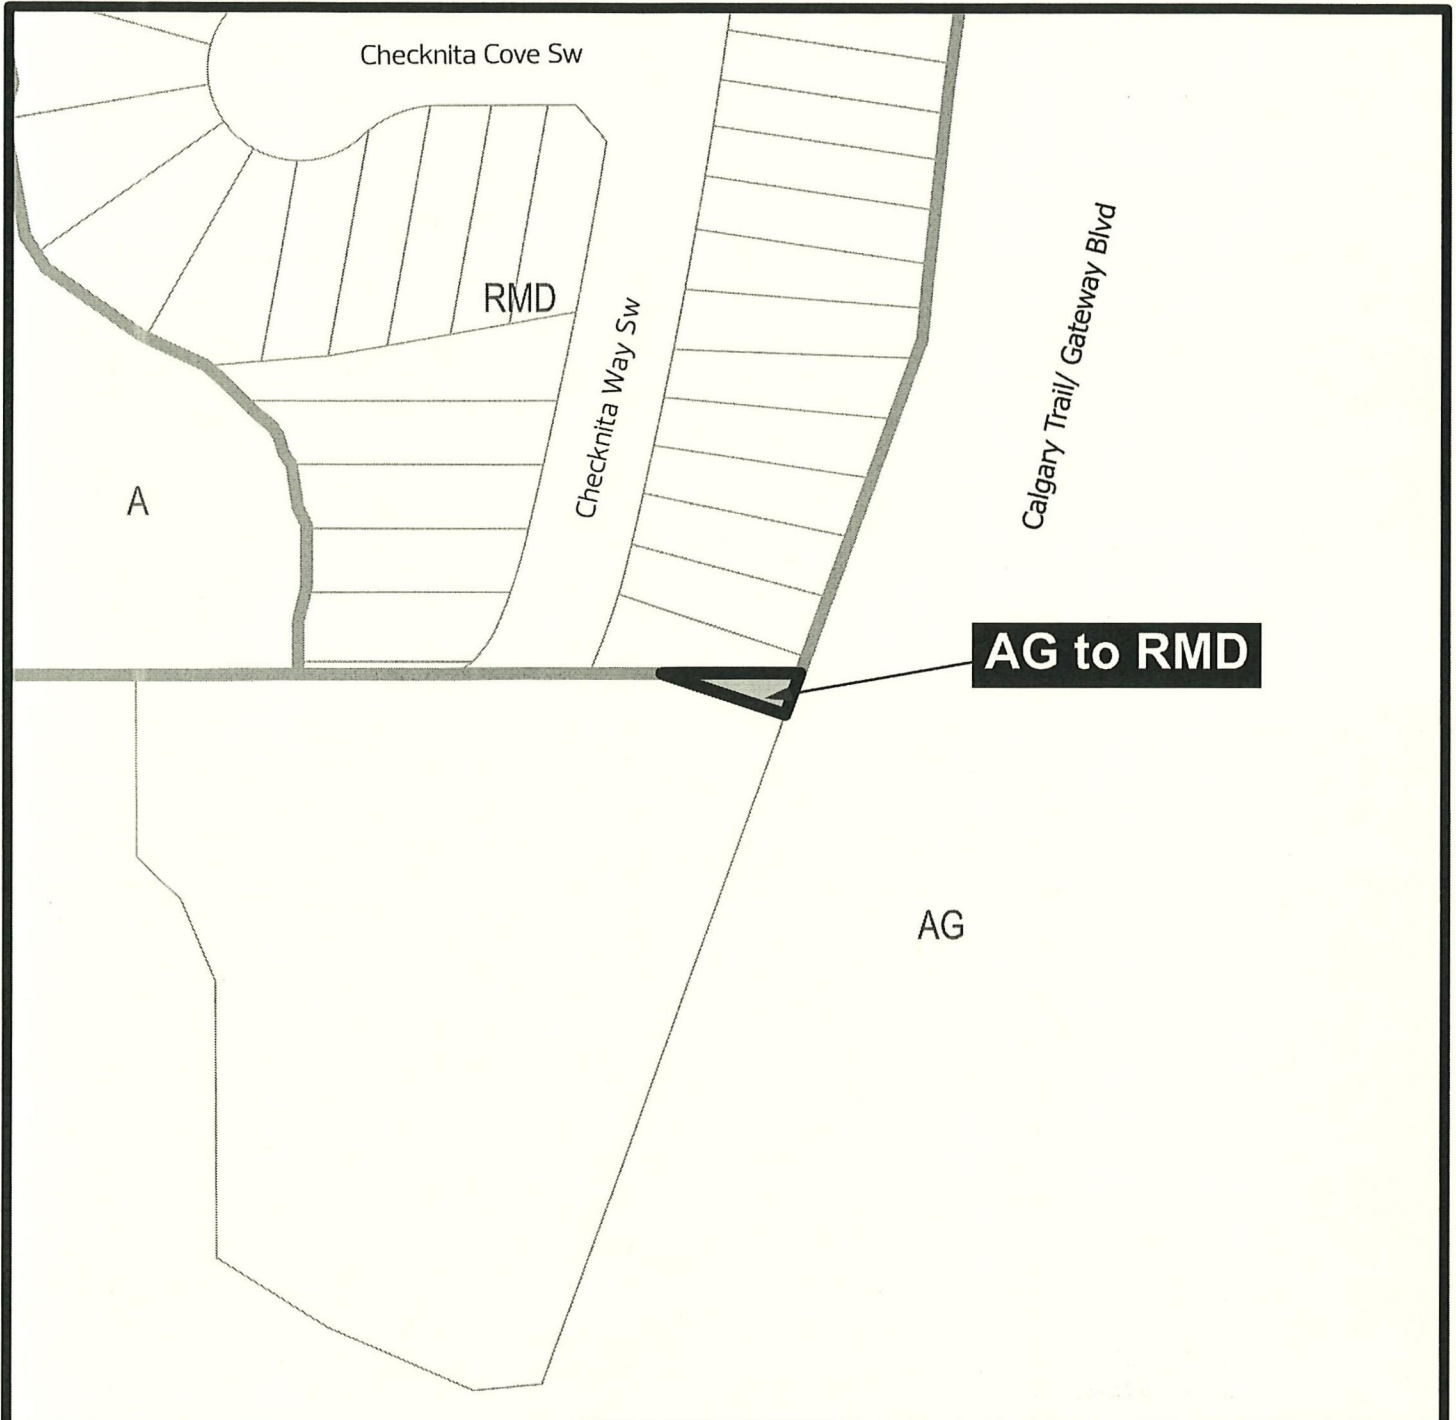 Checknita Cove Sw
RMD
Checknita Way Sw
Calgary Trail/ Gateway Blvd
A
AG to RMD
AG